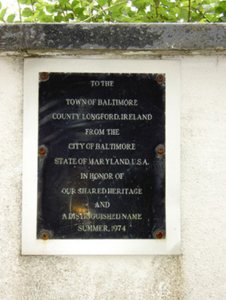 TO THE
TOWN OF BALTIMORE
COUNTY LONGFORD, IRELAND
FROM THE
CITY OF BALTIMORE
STATE OF MARYLAND, U.S.A.
IN HONOR OF
OUR SHARED HERITAGE
AND
A DISTINGUISHED NAME
SUMMER, 1974